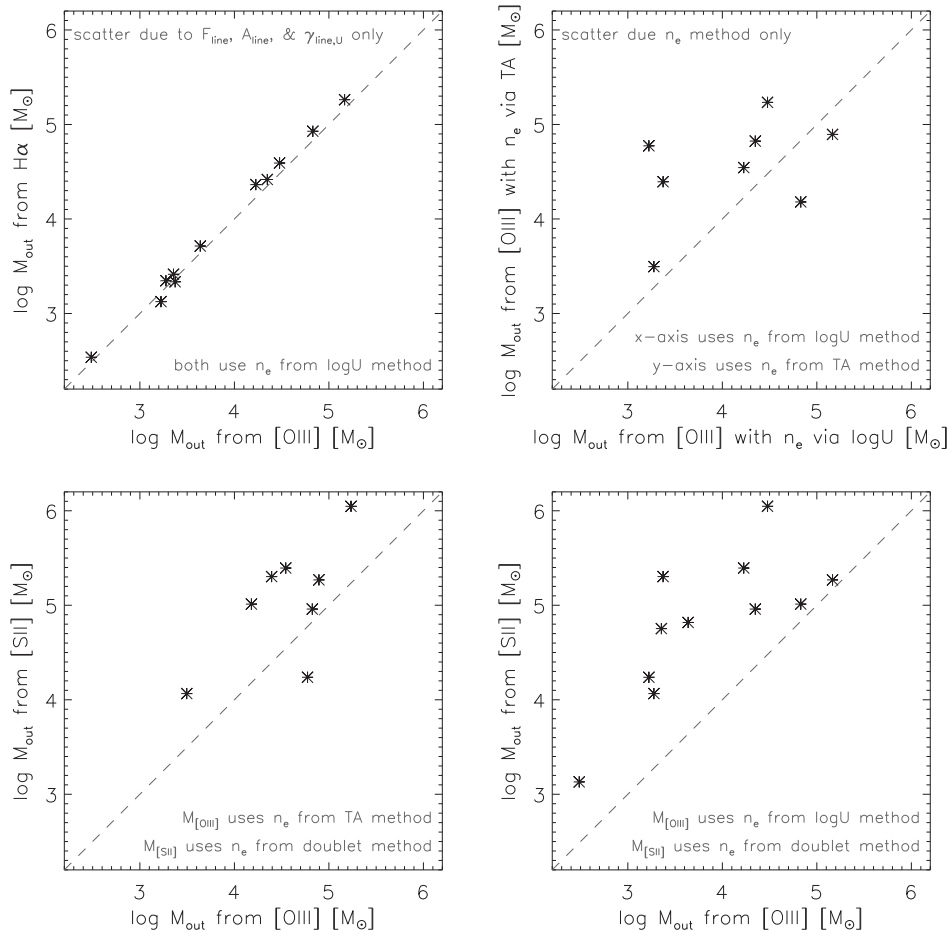 scatter due to F_line, A_line, & γ_line,U only
log M_out from Hα [M_⊙]
6
5
4
3
both use n_e from logU method
3 4 5 6
log M_out from [OIII] [M_⊙]
scatter due n_e method only
log M_out from [OIII] with n_e via TA [M_⊙]
6
5
4
3
x-axis uses n_e from logU method
y-axis uses n_e from TA method
3 4 5 6
log M_out from [OIII] with n_e via logU [M_⊙]
log M_out from [SII] [M_⊙]
6
5
4
3
M_[OIII] uses n_e from TA method
M_[SII] uses n_e from doublet method
3 4 5 6
log M_out from [OIII] [M_⊙]
log M_out from [SII] [M_⊙]
6
5
4
3
M_[OIII] uses n_e from logU method
M_[SII] uses n_e from doublet method
3 4 5 6
log M_out from [OIII] [M_⊙]